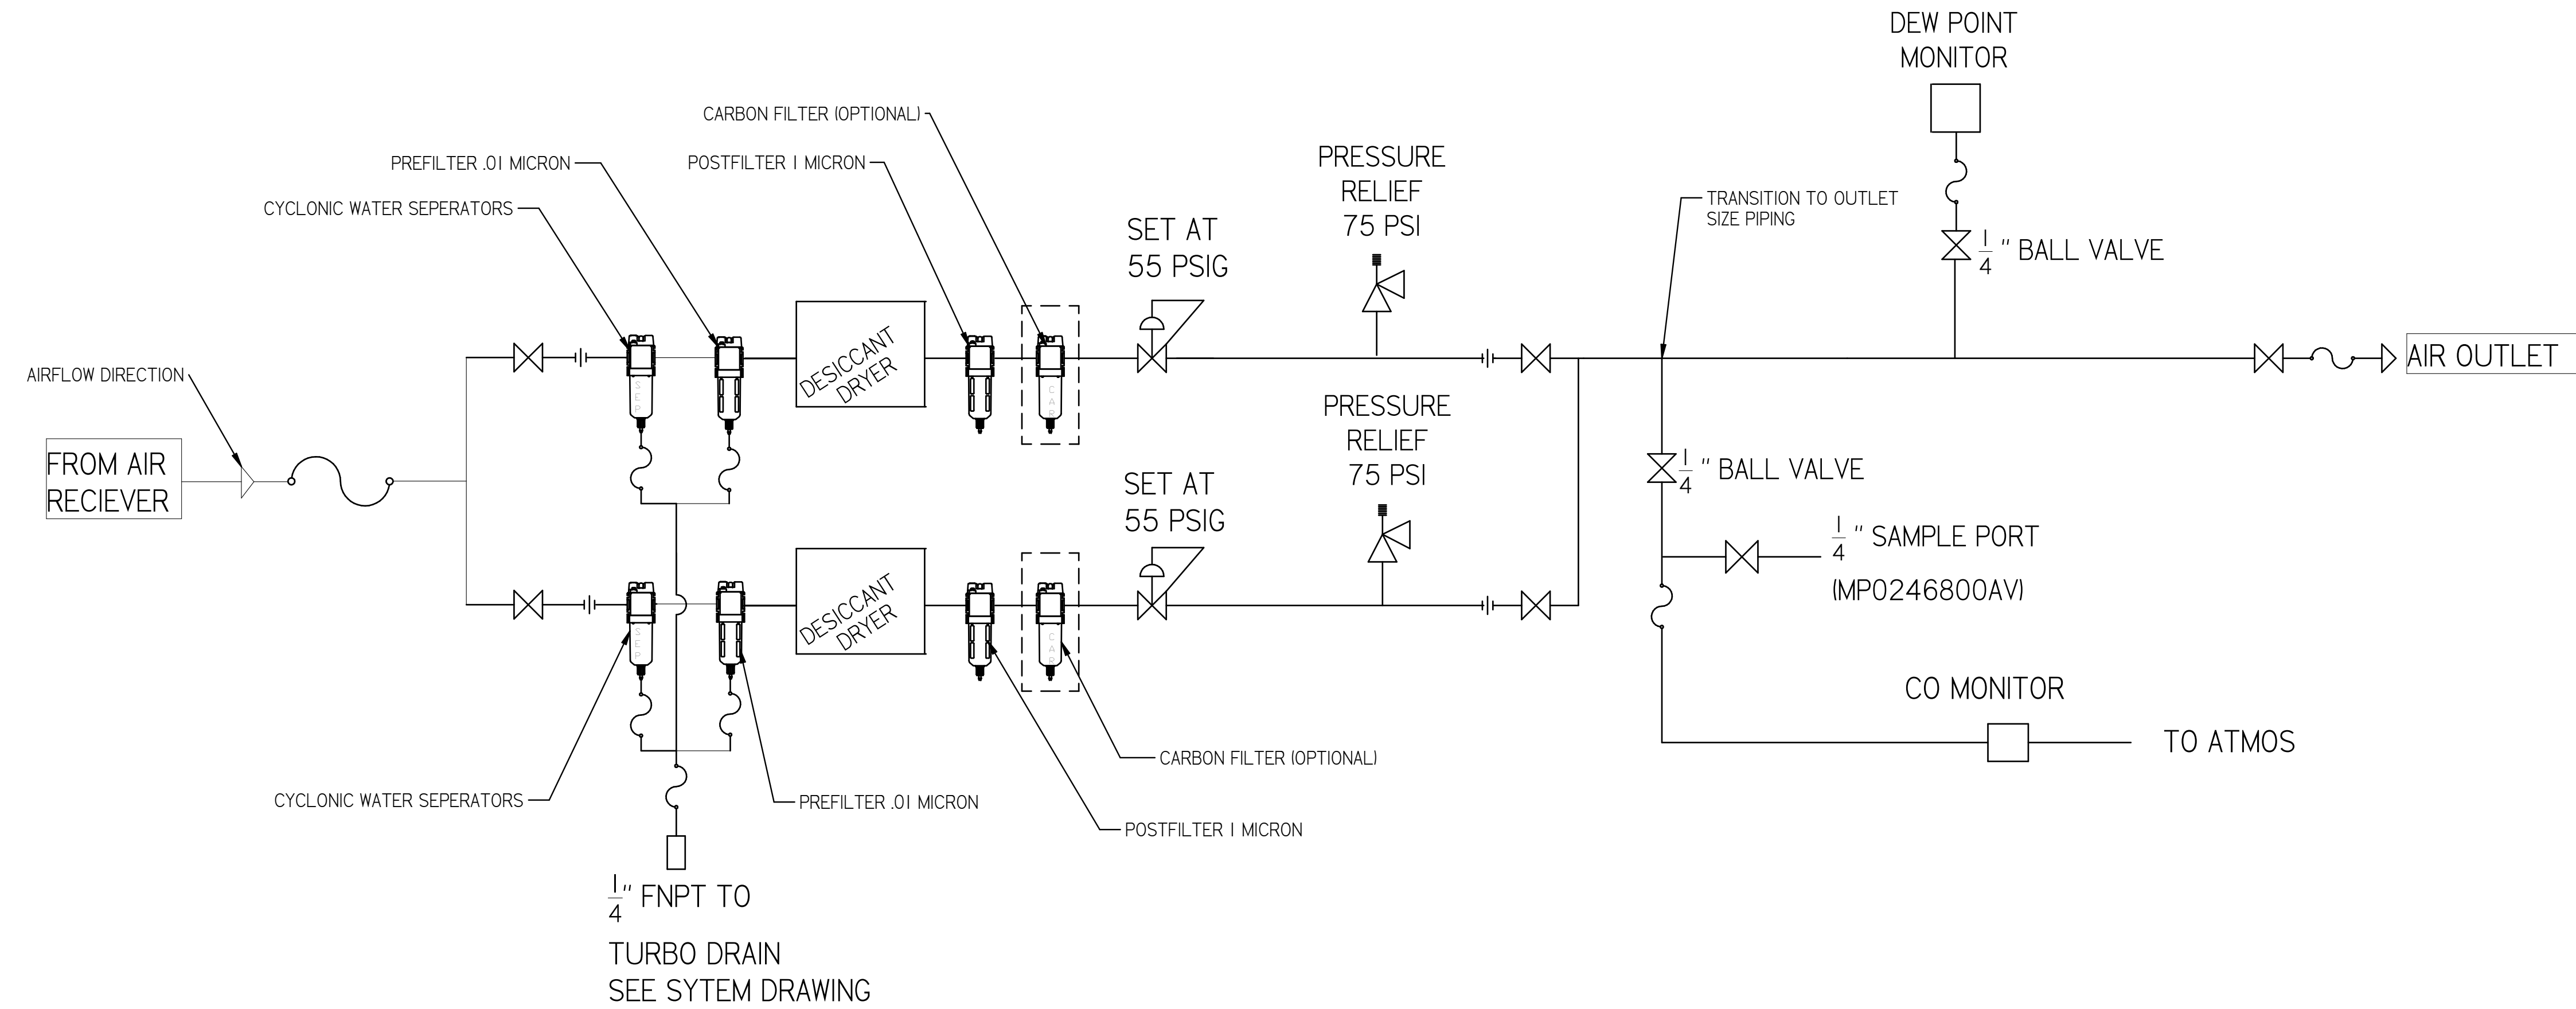 DEW POINT
MONITOR
CARBON FILTER (OPTIONAL)
PREFILTER .01 MICRON
POSTFILTER 1 MICRON
CYCLONIC WATER SEPERATORS
PRESSURE
RELIEF
75 PSI
SET AT
55 PSIG
TRANSITION TO OUTLET
SIZE PIPING
1/4 " BALL VALVE
AIRFLOW DIRECTION
FROM AIR
RECIEVER
SEP
DESICCANT
DRYER
CAR
AIR OUTLET
PRESSURE
RELIEF
75 PSI
SET AT
55 PSIG
1/4 " BALL VALVE
1/4 " SAMPLE PORT
(MP0246800AV)
SEP
DESICCANT
DRYER
CAR
CO MONITOR
TO ATMOS
CARBON FILTER (OPTIONAL)
CYCLONIC WATER SEPERATORS
PREFILTER .01 MICRON
POSTFILTER 1 MICRON
1/4" FNPT TO
TURBO DRAIN
SEE SYTEM DRAWING